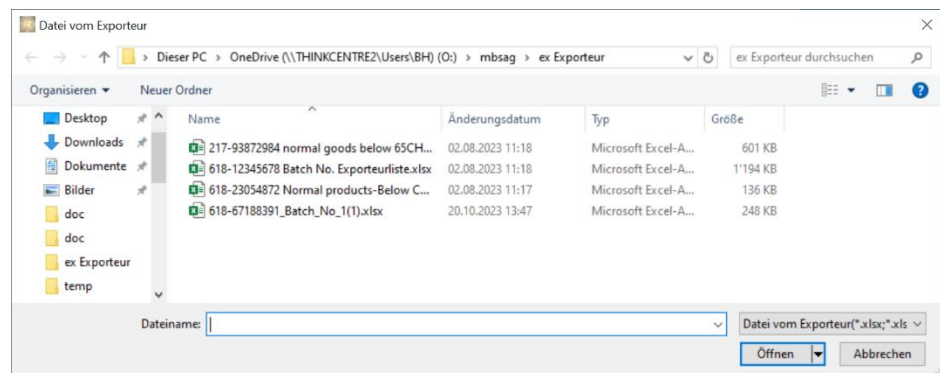 Datei vom Exporteur
Dieser PC > OneDrive (\\THINKCENTRE2\Users\BH) (O:) > mbsag > ex Exporteur
ex Exporteur durchsuchen
Organisieren Neuer Ordner
Name Änderungsdatum Typ Größe
217-93872984 normal goods below 65CH... 02.08.2023 11:18 Microsoft Excel-A... 601 KB
618-12345678 Batch No. Exporteurliste.xlsx 02.08.2023 11:18 Microsoft Excel-A... 1'194 KB
618-23054872 Normal products-Below C... 02.08.2023 11:17 Microsoft Excel-A... 136 KB
618-67188391_Batch_No_1(1).xlsx 20.10.2023 13:47 Microsoft Excel-A... 248 KB
Desktop
Downloads
Dokumente
Bilder
doc
doc
ex Exporteur
temp
Dateiname:
Datei vom Exporteur(*.xlsx;*.xls
Öffnen Abbrechen